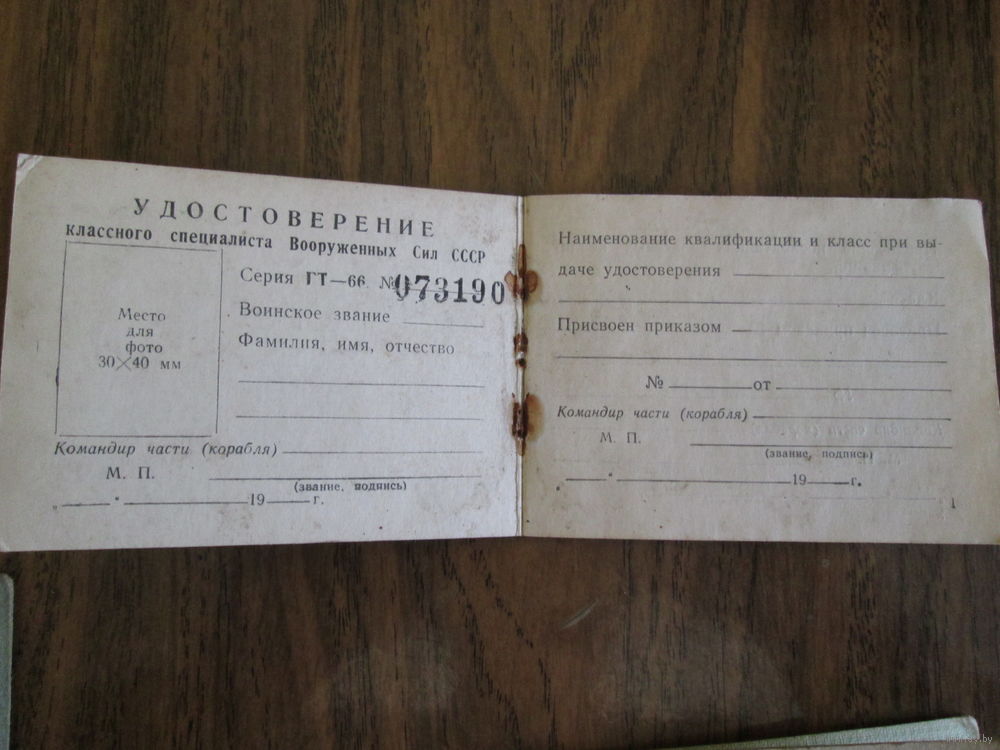 УДОСТОВЕРЕНИЕ
классного специалиста Вооруженных Сил СССР
Серия ГТ—66 № 073190
Место
для
фото
30×40 мм
Воинское звание
Фамилия, имя, отчество
Командир части (корабля)
М. П.
(звание, подпись)
„ “ 19 г.
Наименование квалификации и класс при вы-
даче удостоверения
Присвоен приказом
№ от
Командир части (корабля)
М. П.
(звание, подпись)
„ “ 19 г.
1